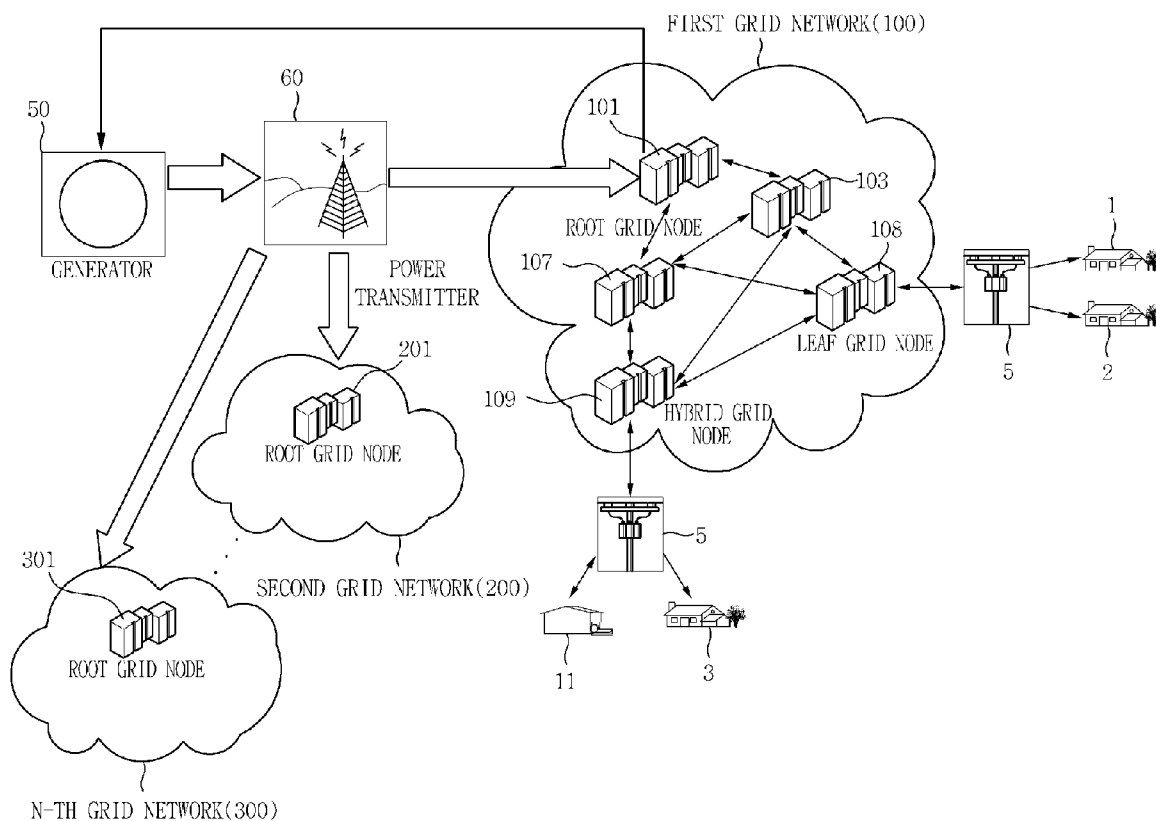 FIRST GRID NETWORK(100)
60
50
101
103
ROOT GRID
NODE
1
108
107
GENERATOR
POWER
TRANSMITTER
LEAF GRID NODE
5
2
201
109
HYBRID GRID
NODE
ROOT GRID NODE
5
301
SECOND GRID NETWORK(200)
ROOT GRID NODE
11
3
N-TH GRID NETWORK(300)